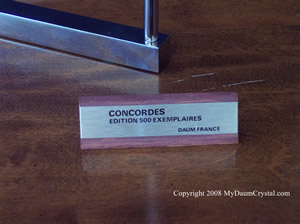 CONCORDES
EDITION 500 EXEMPLAIRES
DAUM FRANCE
Copyright © 2008 MyDaumCrystal.com